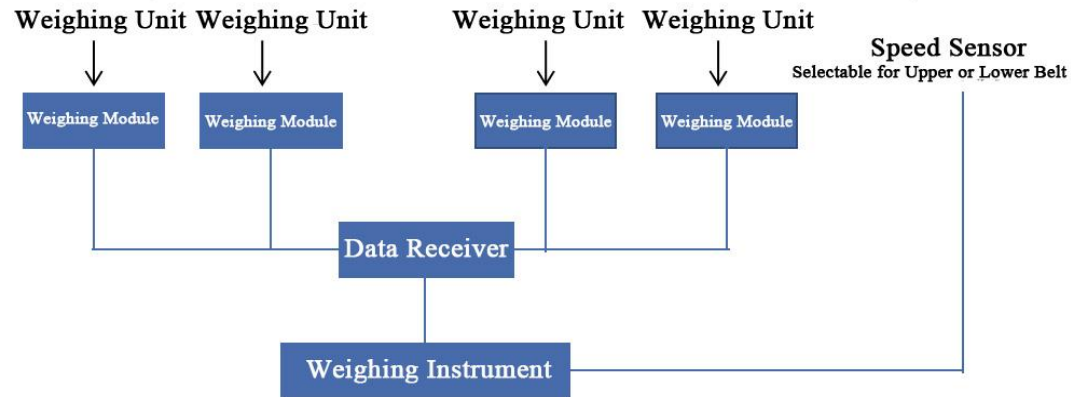 Weighing Unit Weighing Unit Weighing Unit Weighing Unit
Speed Sensor
Selectable for Upper or Lower Belt
Weighing Module Weighing Module Weighing Module Weighing Module
Data Receiver
Weighing Instrument